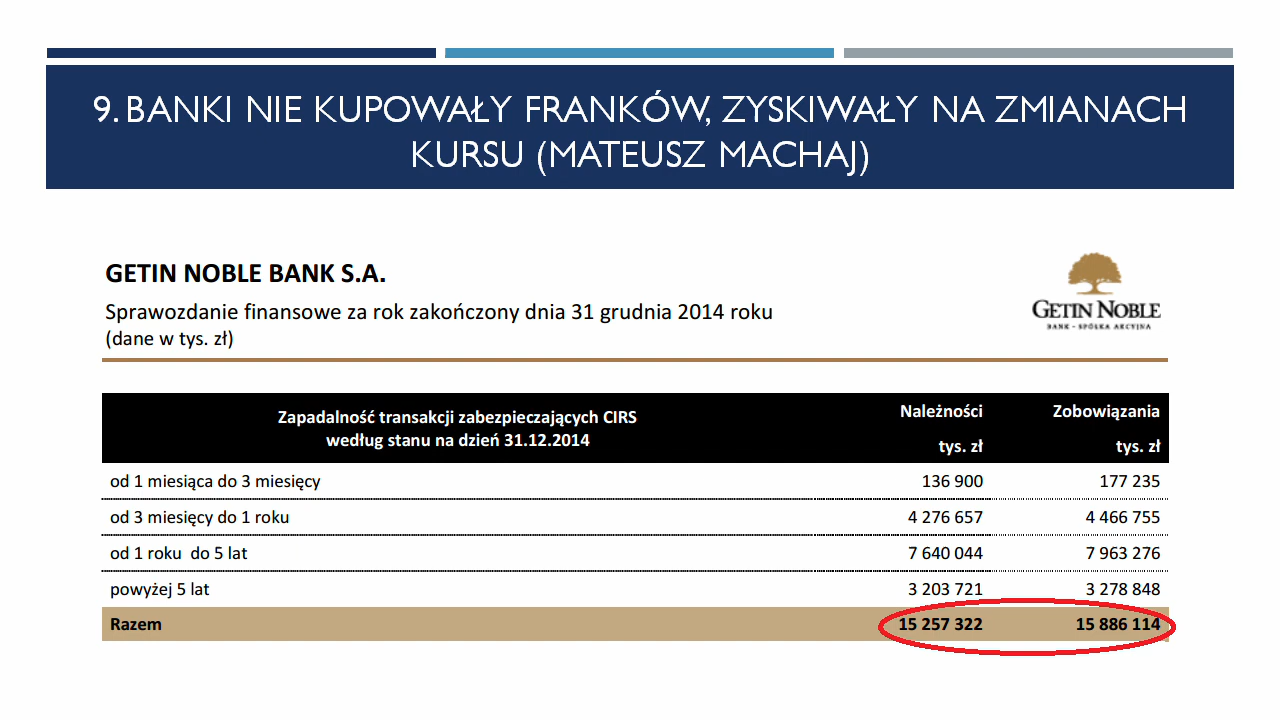 9. BANKI NIE KUPOWAŁY FRANKÓW, ZYSKIWAŁY NA ZMIANACH
KURSU (MATEUSZ MACHAJ)
GETIN NOBLE BANK S.A.
Sprawozdanie finansowe za rok zakończony dnia 31 grudnia 2014 roku
(dane w tys. zł)
GETIN NOBLE
BANK - SPÓŁKA AKCYJNA
Zapadalność transakcji zabezpieczających CIRS
według stanu na dzień 31.12.2014
Należności Zobowiązania
tys. zł tys. zł
od 1 miesiąca do 3 miesięcy 136 900 177 235
od 3 miesięcy do 1 roku 4 276 657 4 466 755
od 1 roku do 5 lat 7 640 044 7 963 276
powyżej 5 lat 3 203 721 3 278 848
Razem 15 257 322 15 886 114